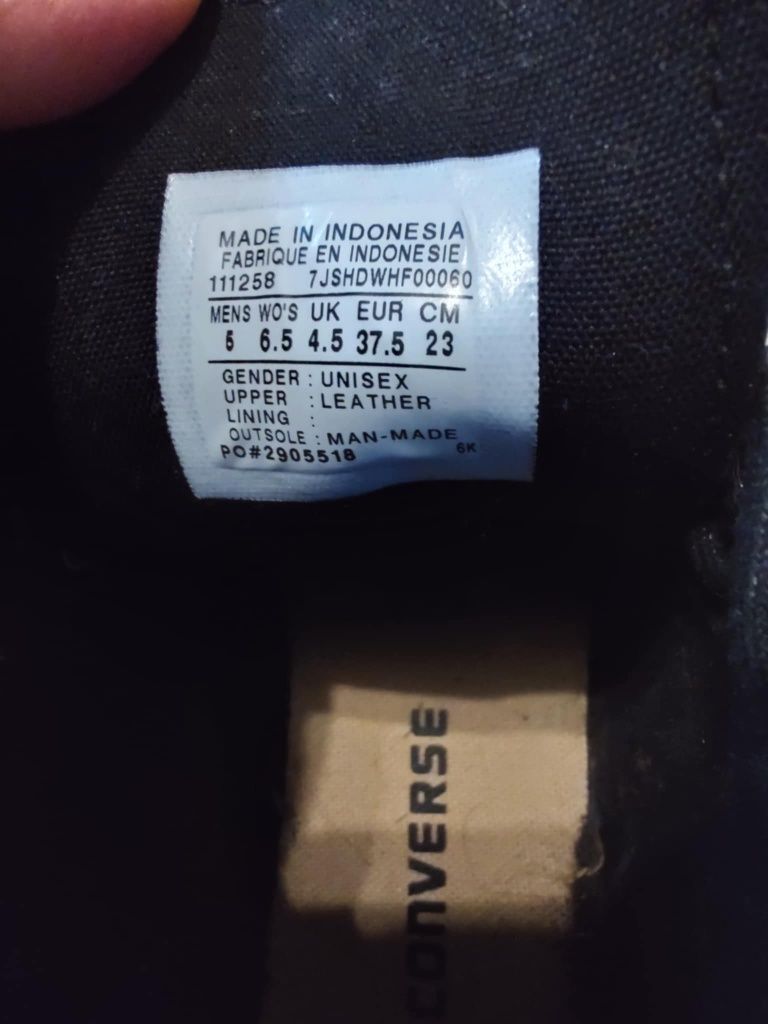 MADE IN INDONESIA
FABRIQUE EN INDONESIE
111258 7JSHDWHF00060
MENS WO'S UK EUR CM
5 6.5 4.5 37.5 23
GENDER : UNISEX
UPPER : LEATHER
LINING :
OUTSOLE : MAN-MADE
PO#2905518 6K
CONVERSE